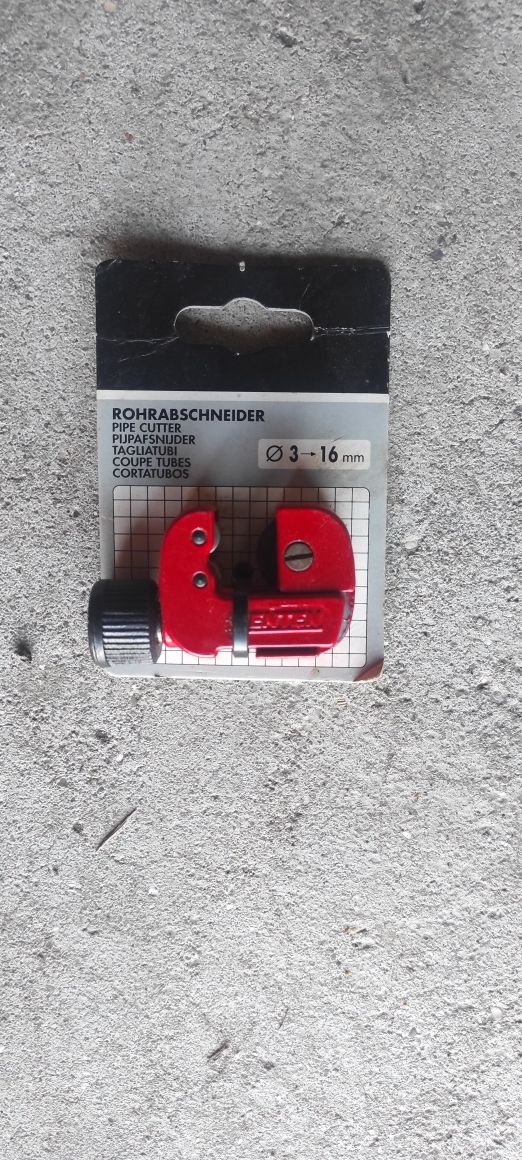 ROHRABSCHNEIDER
PIPE CUTTER
PIJPAFSNIJDER
TAGLIATUBI
COUPE TUBES
CORTATUBOS
Ø 3→16 mm